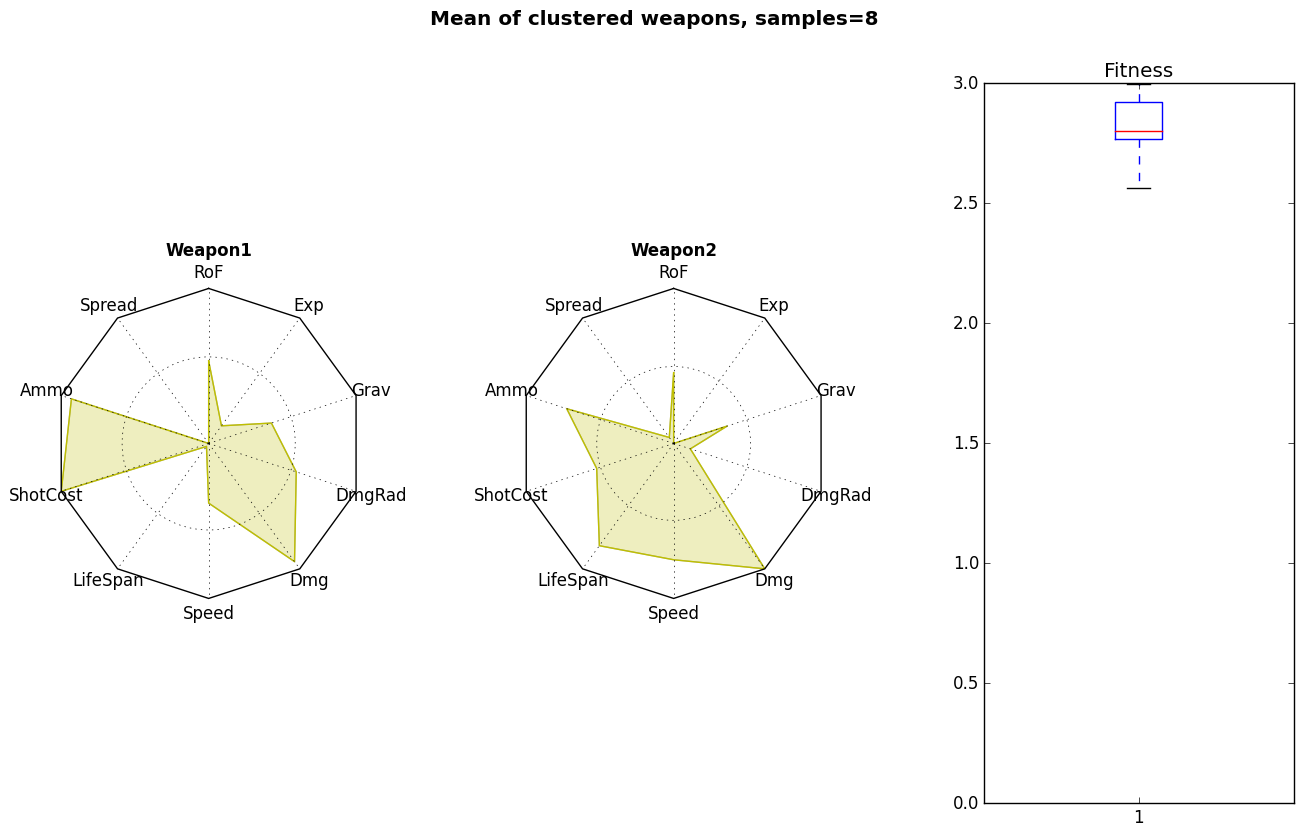 Mean of clustered weapons, samples=8
Weapon1
RoF
Spread
Exp
Ammo
Grav
ShotCost
DmgRad
LifeSpan
Dmg
Speed
Weapon2
RoF
Spread
Exp
Ammo
Grav
ShotCost
DmgRad
LifeSpan
Dmg
Speed
Fitness
3.0
2.5
2.0
1.5
1.0
0.5
0.0
1